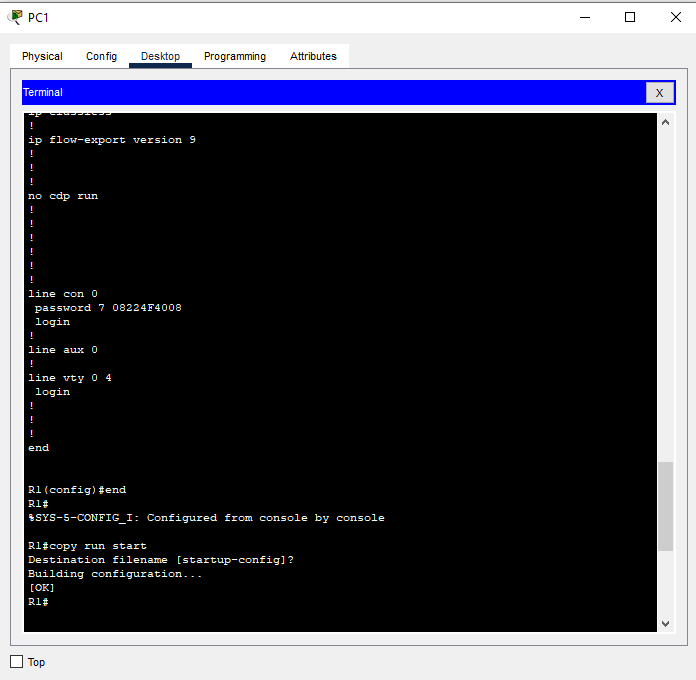 PC1
Physical Config Desktop Programming Attributes
Terminal X
ip classless
!
ip flow-export version 9
!
!
!
no cdp run
!
!
!
!
!
!
line con 0
password 7 08224F4008
login
!
line aux 0
!
line vty 0 4
login
!
!
!
end
R1(config)#end
R1#
%SYS-5-CONFIG_I: Configured from console by console
R1#copy run start
Destination filename [startup-config]?
Building configuration...
[OK]
R1#
Top